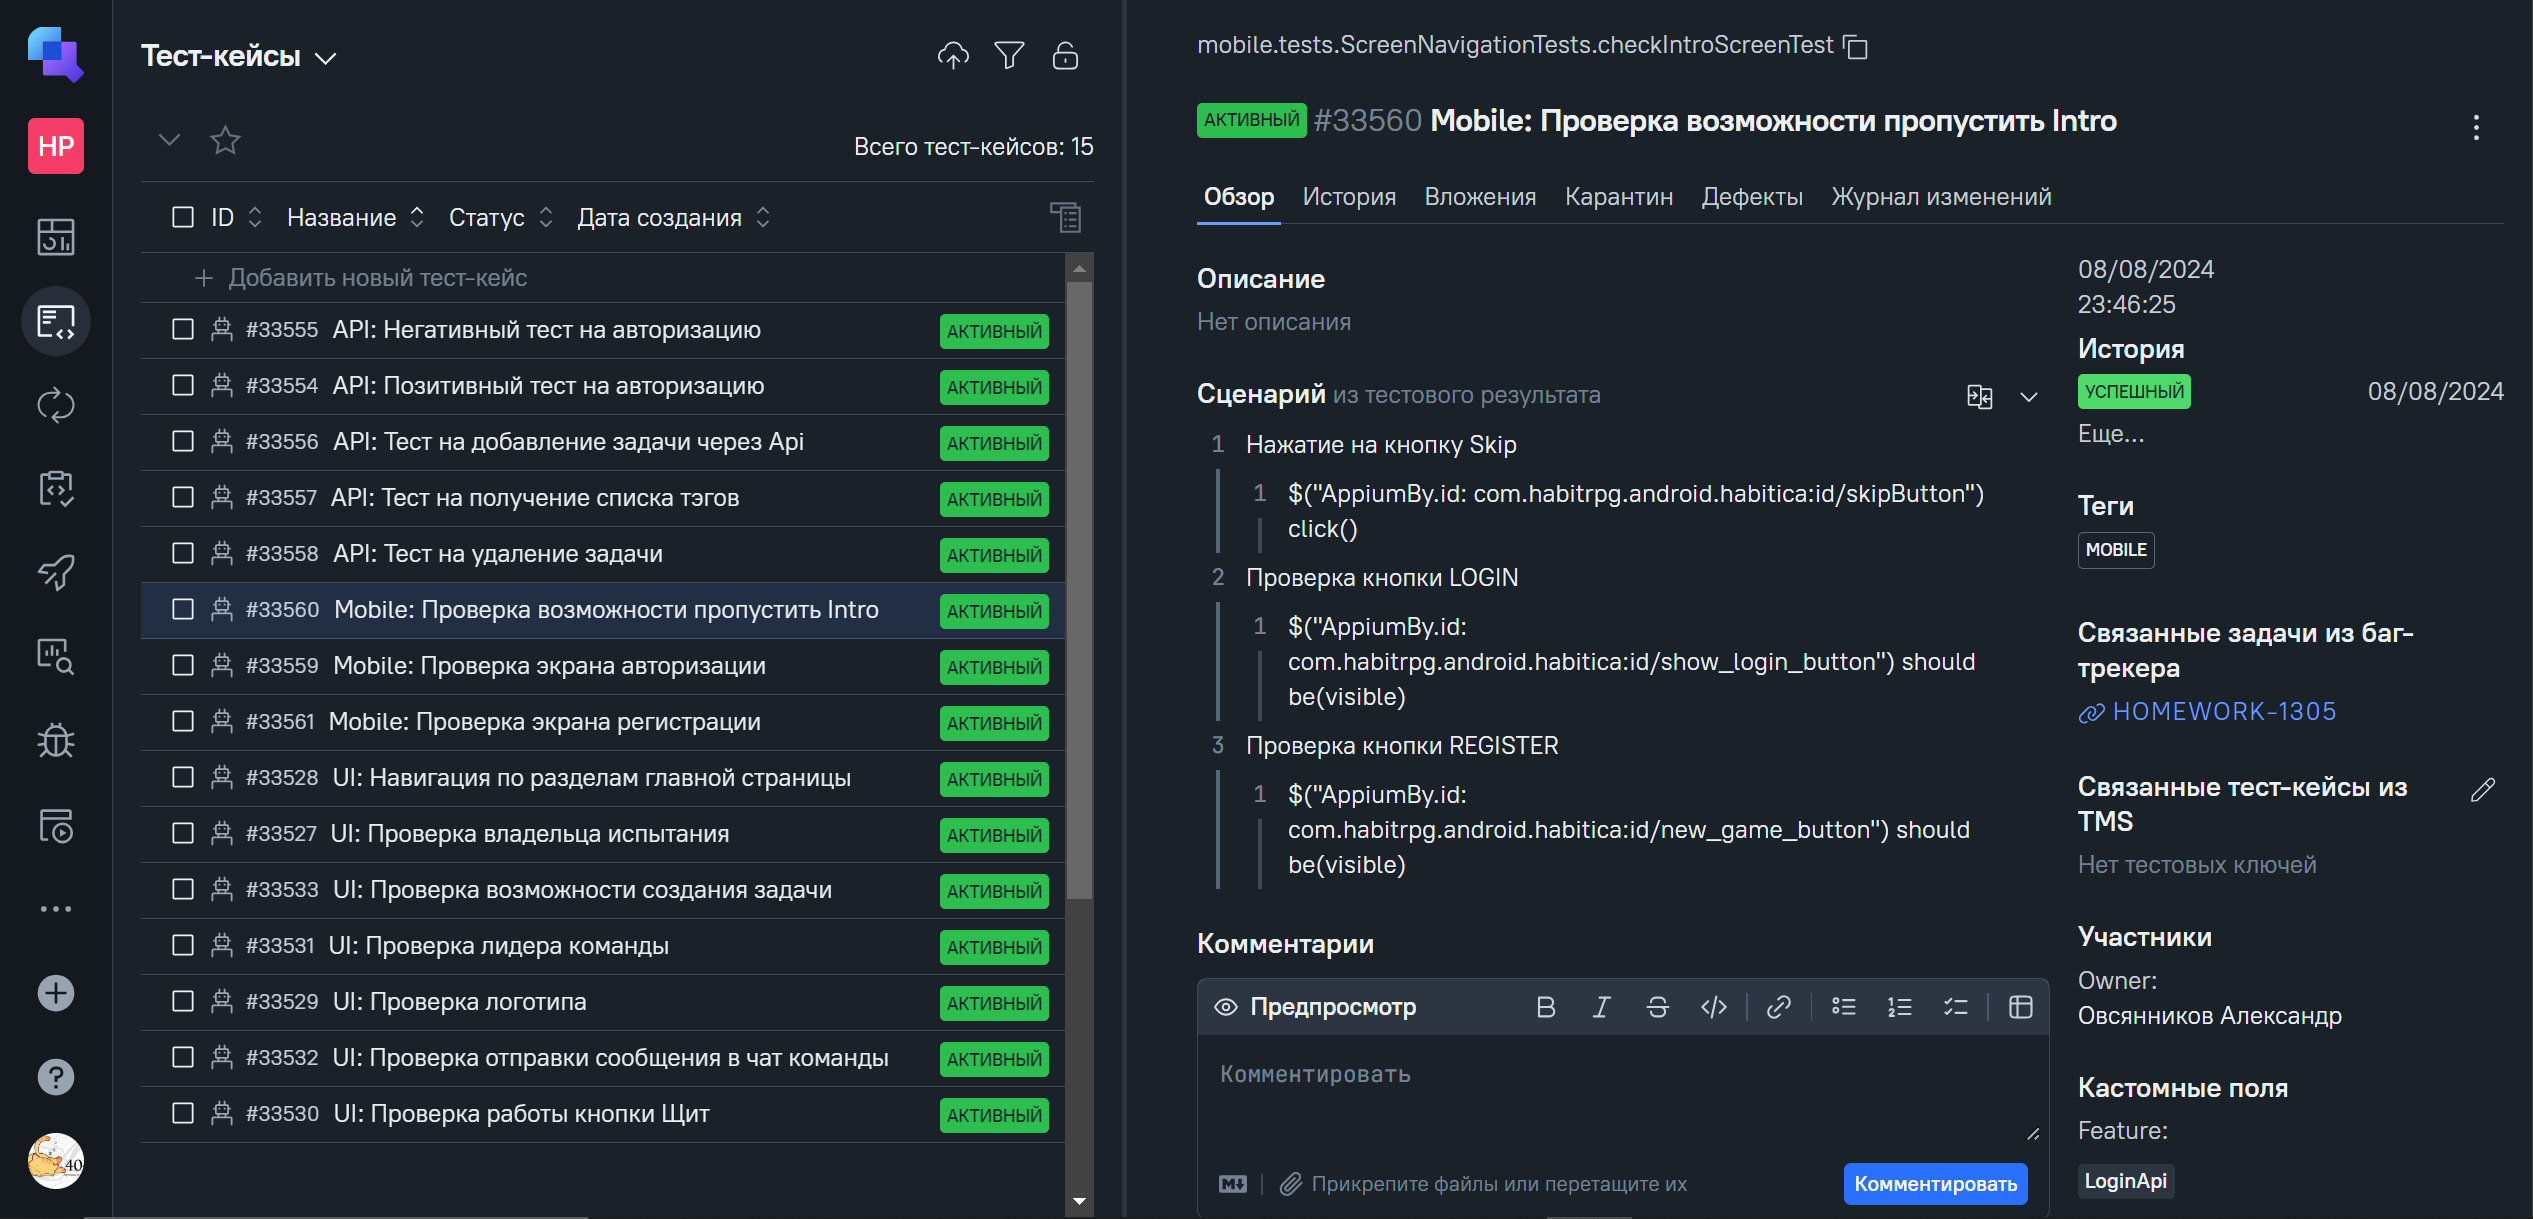 HP
40
Тест-кейсы
Всего тест-кейсов: 15
ID Название Статус Дата создания
Добавить новый тест-кейс
#33555 API: Негативный тест на авторизацию АКТИВНЫЙ
#33554 API: Позитивный тест на авторизацию АКТИВНЫЙ
#33556 API: Тест на добавление задачи через Api АКТИВНЫЙ
#33557 API: Тест на получение списка тэгов АКТИВНЫЙ
#33558 API: Тест на удаление задачи АКТИВНЫЙ
#33560 Mobile: Проверка возможности пропустить Intro АКТИВНЫЙ
#33559 Mobile: Проверка экрана авторизации АКТИВНЫЙ
#33561 Mobile: Проверка экрана регистрации АКТИВНЫЙ
#33528 UI: Навигация по разделам главной страницы АКТИВНЫЙ
#33527 UI: Проверка владельца испытания АКТИВНЫЙ
#33533 UI: Проверка возможности создания задачи АКТИВНЫЙ
#33531 UI: Проверка лидера команды АКТИВНЫЙ
#33529 UI: Проверка логотипа АКТИВНЫЙ
#33532 UI: Проверка отправки сообщения в чат команды АКТИВНЫЙ
#33530 UI: Проверка работы кнопки Щит АКТИВНЫЙ
mobile.tests.ScreenNavigationTests.checkIntroScreenTest
АКТИВНЫЙ #33560 Mobile: Проверка возможности пропустить Intro
Обзор История Вложения Карантин Дефекты Журнал изменений
Описание
Нет описания
Сценарий из тестового результата
1 Нажатие на кнопку Skip
1 $("AppiumBy.id: com.habitrpg.android.habitica:id/skipButton")
click()
2 Проверка кнопки LOGIN
1 $("AppiumBy.id:
com.habitrpg.android.habitica:id/show_login_button") should
be(visible)
3 Проверка кнопки REGISTER
1 $("AppiumBy.id:
com.habitrpg.android.habitica:id/new_game_button") should
be(visible)
Комментарии
Предпросмотр
Комментировать
Прикрепите файлы или перетащите их
Комментировать
08/08/2024
23:46:25
История
УСПЕШНЫЙ 08/08/2024
Еще...
Теги
MOBILE
Связанные задачи из баг-
трекера
HOMEWORK-1305
Связанные тест-кейсы из
TMS
Нет тестовых ключей
Участники
Owner:
Овсянников Александр
Кастомные поля
Feature:
LoginApi